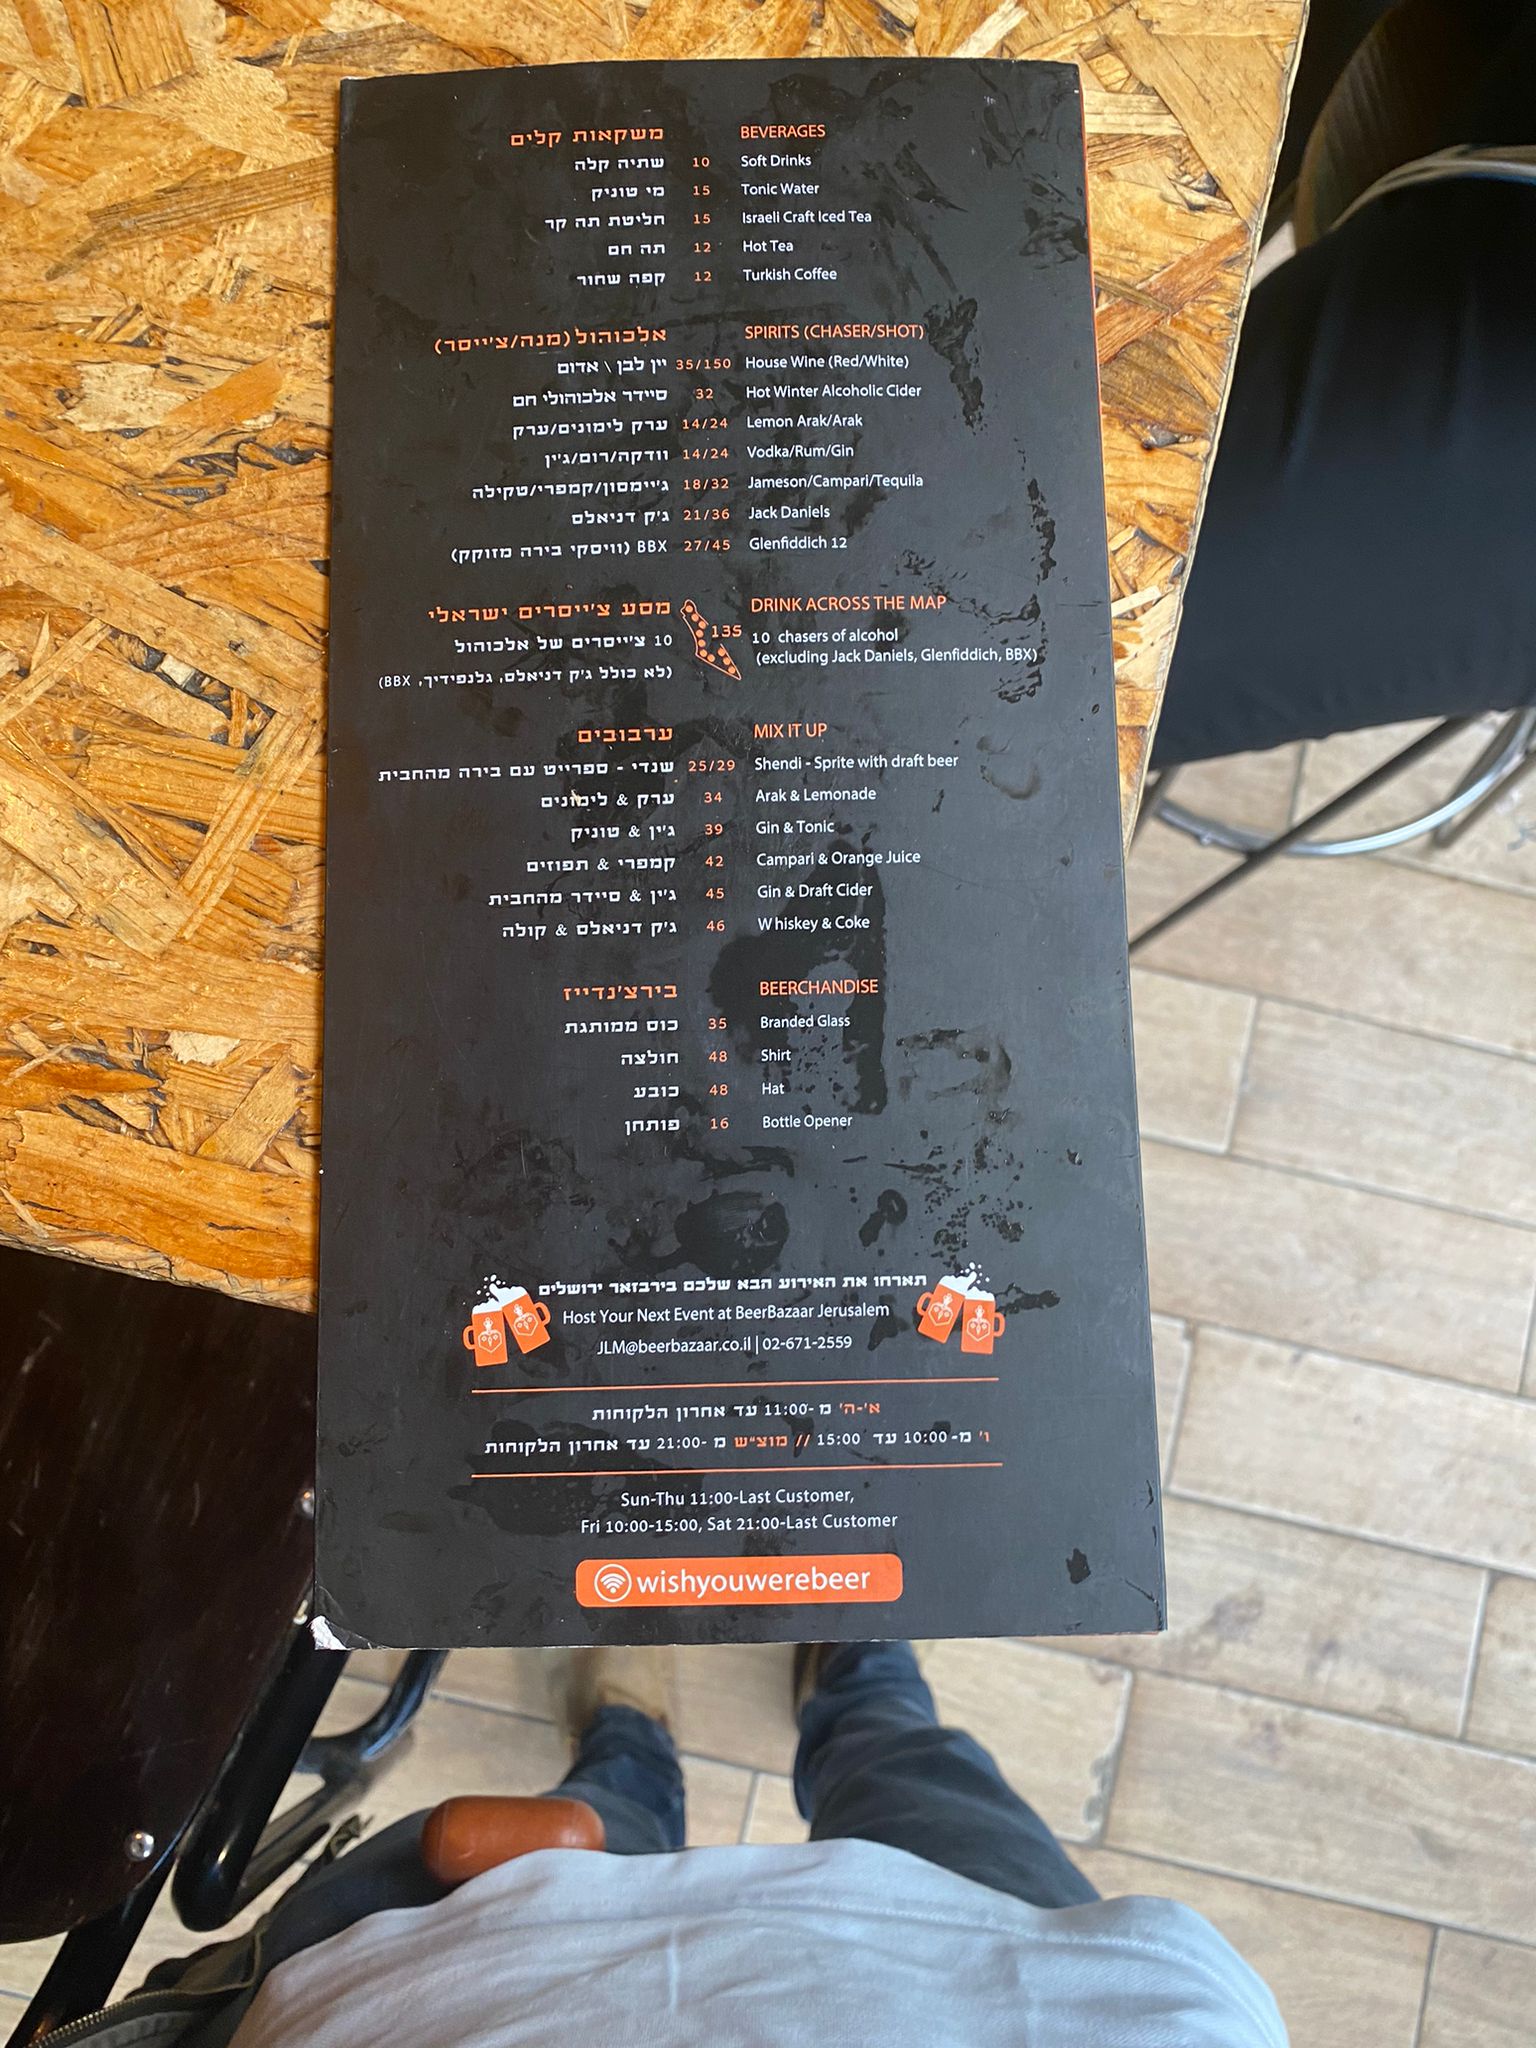 משקאות קלים BEVERAGES
שתיה קלה 10 Soft Drinks
מי טוניק 15 Tonic Water
חליטת תה קר 15 Israeli Craft Iced Tea
תה חם 12 Hot Tea
קפה שחור 12 Turkish Coffee
אלכוהול (מנה/צ'ייסר) SPIRITS (CHASER/SHOT)
יין לבן \ אדום 35/150 House Wine (Red/White)
סיידר אלכוהולי חם 32 Hot Winter Alcoholic Cider
ערק לימונים/ערק 14/24 Lemon Arak/Arak
וודקה/רום/ג'ין 14/24 Vodka/Rum/Gin
ג'יימסון/קמפרי/טקילה 18/32 Jameson/Campari/Tequila
ג'ק דניאלס 21/36 Jack Daniels
BBX (וויסקי בירה מזוקק) 27/45 Glenfiddich 12
מסע צ'ייסרים ישראלי DRINK ACROSS THE MAP
10 צ'ייסרים של אלכוהול 135 10 chasers of alcohol
(לא כולל ג'ק דניאלס, גלנפידיך, BBX) (excluding Jack Daniels, Glenfiddich, BBX)
ערבובים MIX IT UP
שנדי - ספרייט עם בירה מהחבית 25/29 Shendi - Sprite with draft beer
ערק & לימונים 34 Arak & Lemonade
ג'ין & טוניק 39 Gin & Tonic
קמפרי & תפוזים 42 Campari & Orange Juice
ג'ין & סיידר מהחבית 45 Gin & Draft Cider
ג'ק דניאלס & קולה 46 Whiskey & Coke
בירצ'נדייז BEERCHANDISE
כוס ממותגת 35 Branded Glass
חולצה 48 Shirt
כובע 48 Hat
פותחן 16 Bottle Opener
תארחו את האירוע הבא שלכם בירבזאר ירושלים
Host Your Next Event at BeerBazaar Jerusalem
JLM@beerbazaar.co.il | 02-671-2559
א'-ה' מ -11:00 עד אחרון הלקוחות
ו' מ- 10:00 עד 15:00 // מוצ"ש מ -21:00 עד אחרון הלקוחות
Sun-Thu 11:00-Last Customer,
Fri 10:00-15:00, Sat 21:00-Last Customer
wishyouwerebeer